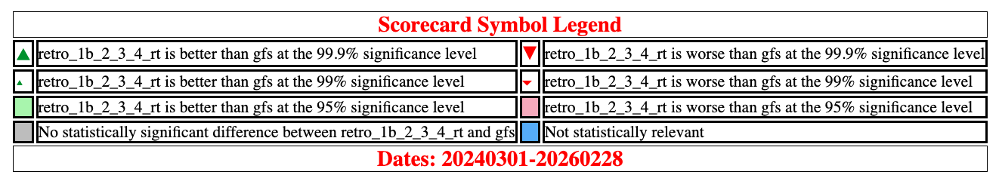 Scorecard Symbol Legend
retro_1b_2_3_4_rt is better than gfs at the 99.9% significance level
retro_1b_2_3_4_rt is worse than gfs at the 99.9% significance level
retro_1b_2_3_4_rt is better than gfs at the 99% significance level
retro_1b_2_3_4_rt is worse than gfs at the 99% significance level
retro_1b_2_3_4_rt is better than gfs at the 95% significance level
retro_1b_2_3_4_rt is worse than gfs at the 95% significance level
No statistically significant difference between retro_1b_2_3_4_rt and gfs
Not statistically relevant
Dates: 20240301-20260228